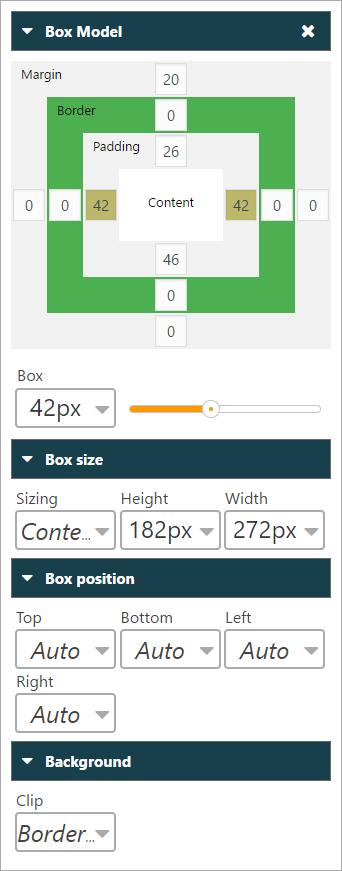 Box Model
Margin
20
Border
0
Padding
26
0 0 42 Content 42 0 0
46
0
0
Box
42px
Box size
Sizing Height Width
Conte... 182px 272px
Box position
Top Bottom Left
Auto Auto Auto
Right
Auto
Background
Clip
Border...